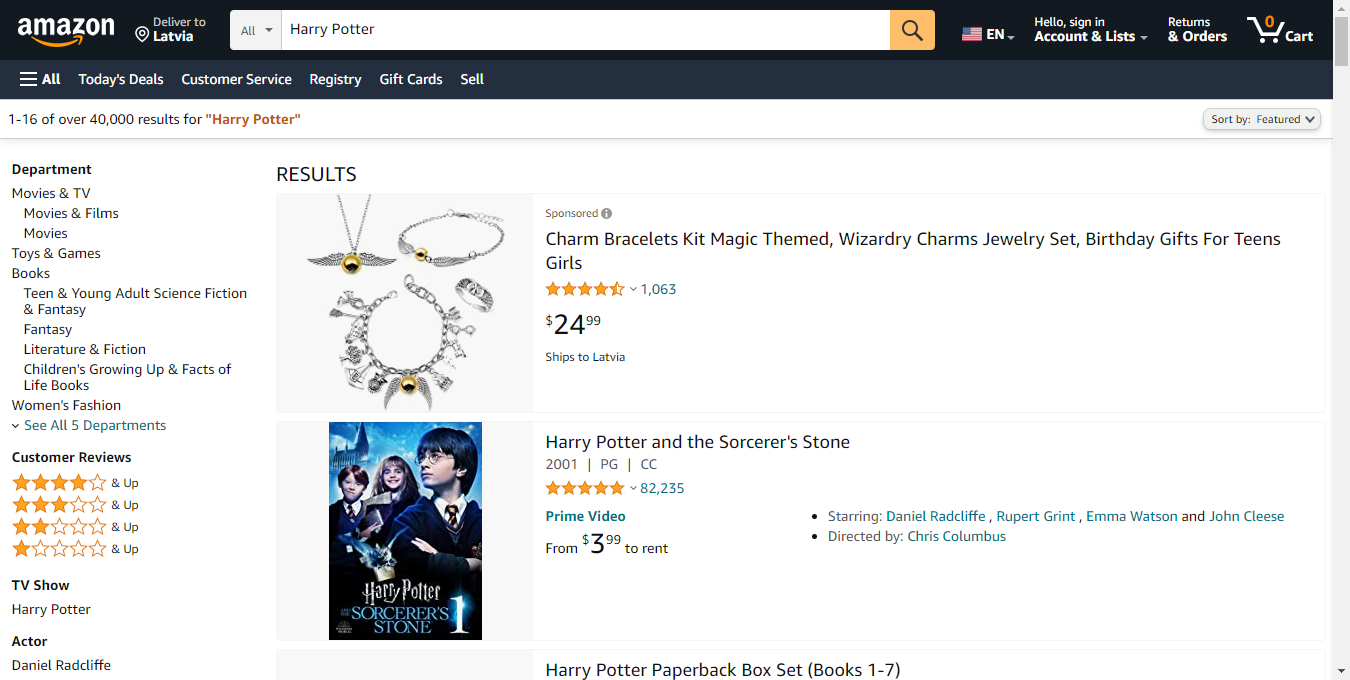 amazon
Deliver to
Latvia
All
Harry Potter
EN
Hello, sign in
Account & Lists
Returns
& Orders
0
Cart
All
Today's Deals
Customer Service
Registry
Gift Cards
Sell
1-16 of over 40,000 results for "Harry Potter"
Sort by: Featured
Department
Movies & TV
Movies & Films
Movies
Toys & Games
Books
Teen & Young Adult Science Fiction
& Fantasy
Fantasy
Literature & Fiction
Children's Growing Up & Facts of
Life Books
Women's Fashion
See All 5 Departments
Customer Reviews
& Up
& Up
& Up
& Up
TV Show
Harry Potter
Actor
Daniel Radcliffe
RESULTS
Sponsored
Charm Bracelets Kit Magic Themed, Wizardry Charms Jewelry Set, Birthday Gifts For Teens
Girls
1,063
$2499
Ships to Latvia
Harry Potter
AND THE
SORCERER'S
STONE
1
Harry Potter and the Sorcerer's Stone
2001 | PG | CC
82,235
Prime Video
From $399 to rent
Starring: Daniel Radcliffe , Rupert Grint , Emma Watson and John Cleese
Directed by: Chris Columbus
Harry Potter Paperback Box Set (Books 1-7)